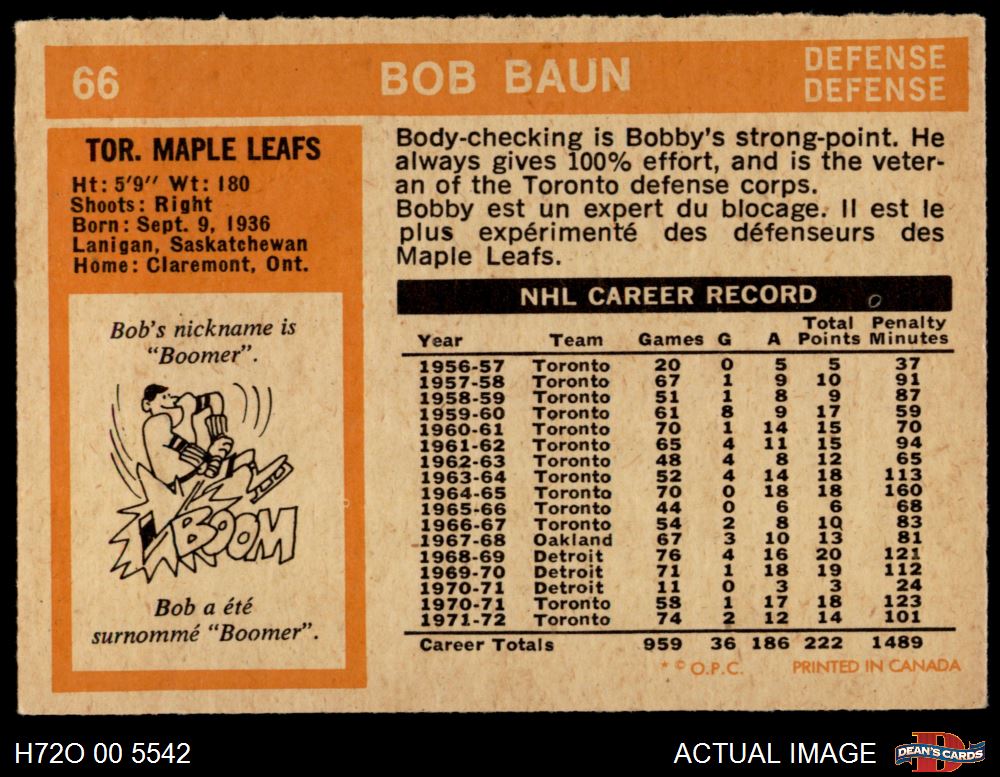 66 BOB BAUN DEFENSE
DEFENSE
TOR. MAPLE LEAFS
Ht: 5'9" Wt: 180
Shoots: Right
Born: Sept. 9, 1936
Lanigan, Saskatchewan
Home: Claremont, Ont.
Bob's nickname is
"Boomer".
BOOM
Bob a été
surnommé "Boomer".
Body-checking is Bobby's strong-point. He
always gives 100% effort, and is the veter-
an of the Toronto defense corps.
Bobby est un expert du blocage. Il est le
plus expérimenté des défenseurs des
Maple Leafs.
NHL CAREER RECORD
Year Team Games G A Total Points Penalty Minutes
1956-57 Toronto 20 0 5 5 37
1957-58 Toronto 67 1 9 10 91
1958-59 Toronto 51 1 8 9 87
1959-60 Toronto 61 8 9 17 59
1960-61 Toronto 70 1 14 15 70
1961-62 Toronto 65 4 11 15 94
1962-63 Toronto 48 4 8 12 65
1963-64 Toronto 52 4 14 18 113
1964-65 Toronto 70 0 18 18 160
1965-66 Toronto 44 0 6 6 68
1966-67 Toronto 54 2 8 10 83
1967-68 Oakland 67 3 10 13 81
1968-69 Detroit 76 4 16 20 121
1969-70 Detroit 71 1 18 19 112
1970-71 Detroit 11 0 3 3 24
1970-71 Toronto 58 1 17 18 123
1971-72 Toronto 74 2 12 14 101
Career Totals 959 36 186 222 1489
* © O.P.C. PRINTED IN CANADA
H72O 00 5542 ACTUAL IMAGE DEAN'S CARDS